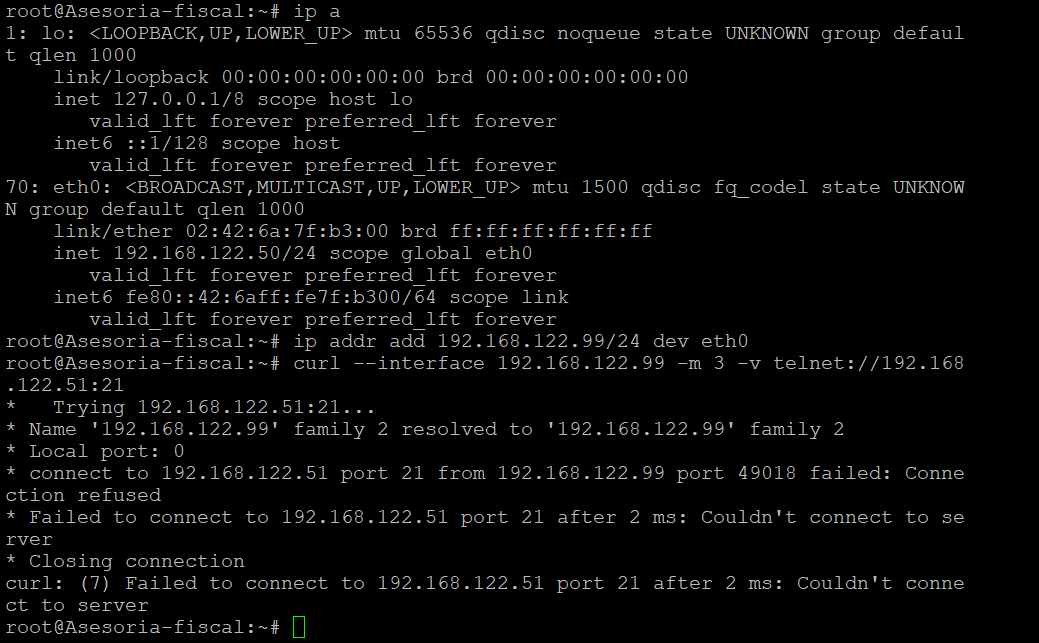 root@Asesoria-fiscal:~# ip a
1: lo: <LOOPBACK,UP,LOWER_UP> mtu 65536 qdisc noqueue state UNKNOWN group defaul
t qlen 1000
    link/loopback 00:00:00:00:00:00 brd 00:00:00:00:00:00
    inet 127.0.0.1/8 scope host lo
       valid_lft forever preferred_lft forever
    inet6 ::1/128 scope host
       valid_lft forever preferred_lft forever
70: eth0: <BROADCAST,MULTICAST,UP,LOWER_UP> mtu 1500 qdisc fq_codel state UNKNOW
N group default qlen 1000
    link/ether 02:42:6a:7f:b3:00 brd ff:ff:ff:ff:ff:ff
    inet 192.168.122.50/24 scope global eth0
       valid_lft forever preferred_lft forever
    inet6 fe80::42:6aff:fe7f:b300/64 scope link
       valid_lft forever preferred_lft forever
root@Asesoria-fiscal:~# ip addr add 192.168.122.99/24 dev eth0
root@Asesoria-fiscal:~# curl --interface 192.168.122.99 -m 3 -v telnet://192.168
.122.51:21
*   Trying 192.168.122.51:21...
* Name '192.168.122.99' family 2 resolved to '192.168.122.99' family 2
* Local port: 0
* connect to 192.168.122.51 port 21 from 192.168.122.99 port 49018 failed: Conne
ction refused
* Failed to connect to 192.168.122.51 port 21 after 2 ms: Couldn't connect to se
rver
* Closing connection
curl: (7) Failed to connect to 192.168.122.51 port 21 after 2 ms: Couldn't conne
ct to server
root@Asesoria-fiscal:~#